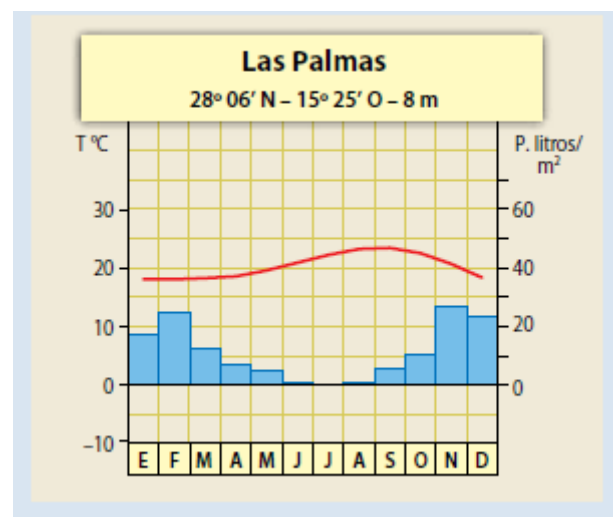 Las Palmas
28º 06′ N – 15º 25′ O – 8 m
T ºC
P. litros/
m²
30
60
20
40
10
20
0
0
–10
E F M A M J J A S O N D